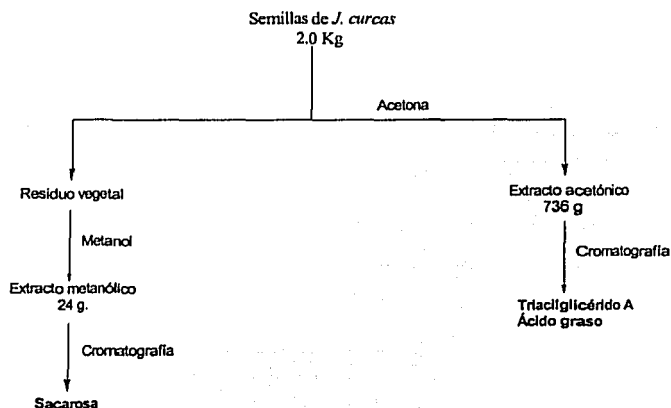 Semillas de J. curcas
2.0 Kg
Acetona
Residuo vegetal
Metanol
Extracto metanólico
24 g.
Cromatografía
Sacarosa
Extracto acetónico
736 g
Cromatografía
Triacilglicérido A
Ácido graso